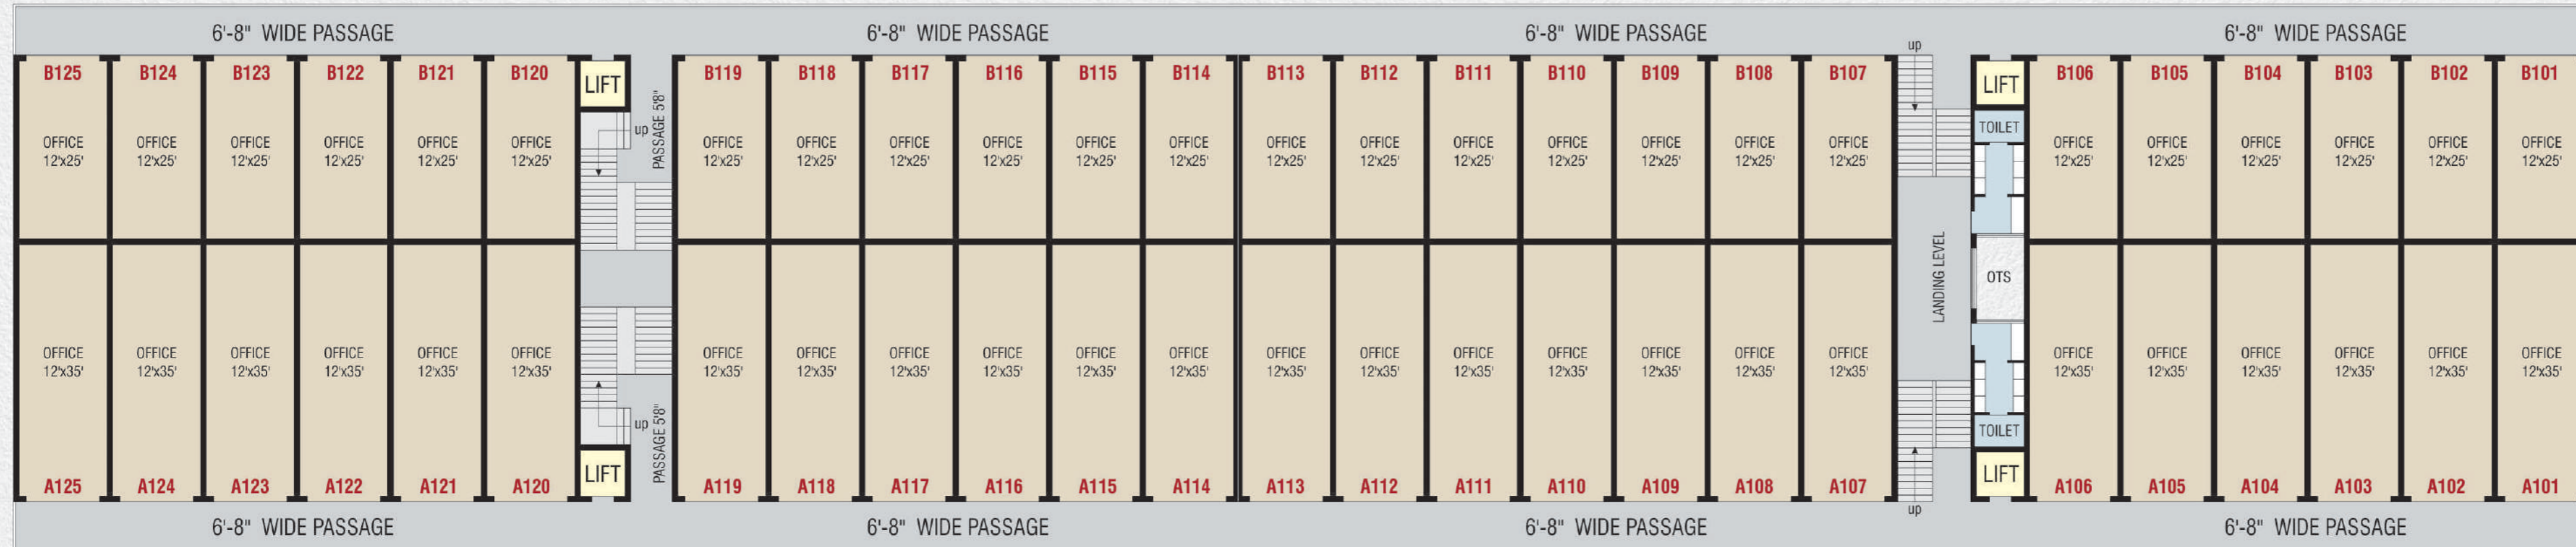 6'-8" WIDE PASSAGE 6'-8" WIDE PASSAGE 6'-8" WIDE PASSAGE 6'-8" WIDE PASSAGE
up
B125 B124 B123 B122 B121 B120 B119 B118 B117 B116 B115 B114 B113 B112 B111 B110 B109 B108 B107 B106 B105 B104 B103 B102 B101
LIFT LIFT
TOILET
up
PASSAGE 5'8"
OFFICE OFFICE OFFICE OFFICE OFFICE OFFICE OFFICE OFFICE OFFICE OFFICE OFFICE OFFICE OFFICE OFFICE OFFICE OFFICE OFFICE OFFICE OFFICE OFFICE OFFICE OFFICE OFFICE OFFICE OFFICE
12'x25' 12'x25' 12'x25' 12'x25' 12'x25' 12'x25' 12'x25' 12'x25' 12'x25' 12'x25' 12'x25' 12'x25' 12'x25' 12'x25' 12'x25' 12'x25' 12'x25' 12'x25' 12'x25' 12'x25' 12'x25' 12'x25' 12'x25' 12'x25' 12'x25'
LANDING LEVEL
OTS
OFFICE OFFICE OFFICE OFFICE OFFICE OFFICE OFFICE OFFICE OFFICE OFFICE OFFICE OFFICE OFFICE OFFICE OFFICE OFFICE OFFICE OFFICE OFFICE OFFICE OFFICE OFFICE OFFICE OFFICE OFFICE
12'x35' 12'x35' 12'x35' 12'x35' 12'x35' 12'x35' 12'x35' 12'x35' 12'x35' 12'x35' 12'x35' 12'x35' 12'x35' 12'x35' 12'x35' 12'x35' 12'x35' 12'x35' 12'x35' 12'x35' 12'x35' 12'x35' 12'x35' 12'x35' 12'x35'
up
PASSAGE 5'8"
TOILET
LIFT LIFT
A125 A124 A123 A122 A121 A120 A119 A118 A117 A116 A115 A114 A113 A112 A111 A110 A109 A108 A107 A106 A105 A104 A103 A102 A101
up
6'-8" WIDE PASSAGE 6'-8" WIDE PASSAGE 6'-8" WIDE PASSAGE 6'-8" WIDE PASSAGE